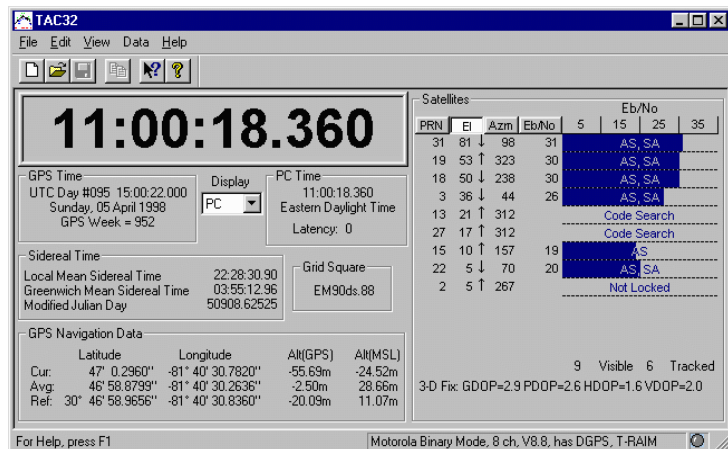 TAC32
File Edit View Data Help
11:00:18.360
GPS Time
UTC Day #095 15:00:22.000
Sunday, 05 April 1998
GPS Week = 952
Display
PC
PC Time
11:00:18.360
Eastern Daylight Time
Latency: 0
Sidereal Time
Local Mean Sidereal Time 22:28:30.90
Greenwich Mean Sidereal Time 03:55:12.96
Modified Julian Day 50908.62525
Grid Square
EM90ds.88
GPS Navigation Data
Latitude Longitude Alt(GPS) Alt(MSL)
Cur: 47' 0.2960" -81° 40' 30.7820" -55.69m -24.52m
Avg: 46' 58.8799" -81° 40' 30.2636" -2.50m 28.66m
Ref: 30° 46' 58.9656" -81° 40' 30.8360" -20.09m 11.07m
Satellites
Eb/No
PRN El Azm Eb/No 5 15 25 35
31 81 ↓ 98 31 AS, SA
19 53 ↑ 323 30 AS, SA
18 50 ↓ 238 30 AS, SA
3 36 ↓ 44 26 AS, SA
13 21 ↑ 312 Code Search
27 17 ↑ 312 Code Search
15 10 ↑ 157 19 AS
22 5 ↓ 70 20 AS, SA
2 5 ↑ 267 Not Locked
9 Visible 6 Tracked
3-D Fix: GDOP=2.9 PDOP=2.6 HDOP=1.6 VDOP=2.0
For Help, press F1
Motorola Binary Mode, 8 ch, V8.8, has DGPS, T-RAIM